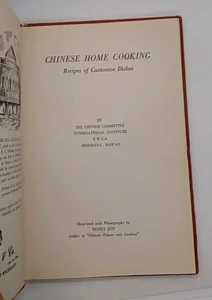 CHINESE HOME COOKING
Recipes of Cantonese Dishes
BY
THE CHINESE COMMITTEE
INTERNATIONAL INSTITUTE
Y.W.C.A.
HONOLULU, HAWAII
Illustrated with Photographs by
HENRY INN
Author of "Chinese Houses and Gardens"